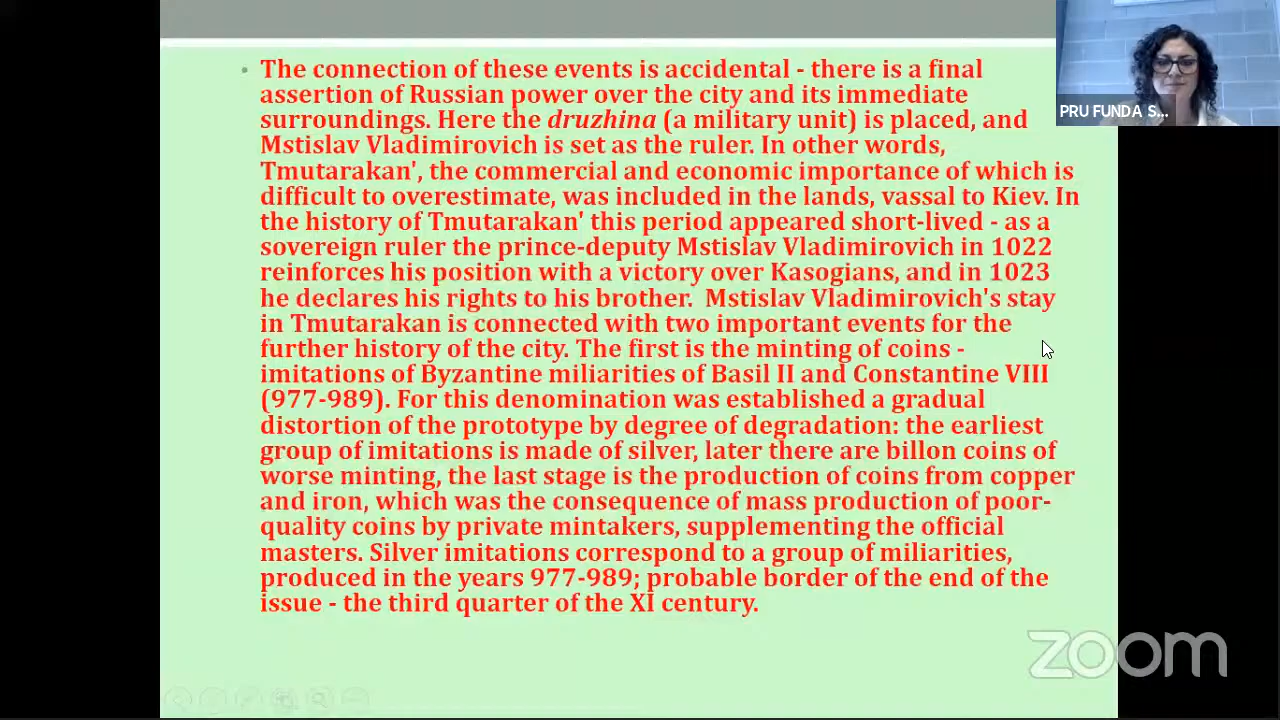 • The connection of these events is accidental - there is a final
assertion of Russian power over the city and its immediate
surroundings. Here the druzhina (a military unit) is placed, and
Mstislav Vladimirovich is set as the ruler. In other words,
Tmutarakan', the commercial and economic importance of which is
difficult to overestimate, was included in the lands, vassal to Kiev. In
the history of Tmutarakan' this period appeared short-lived - as a
sovereign ruler the prince-deputy Mstislav Vladimirovich in 1022
reinforces his position with a victory over Kasogians, and in 1023
he declares his rights to his brother. Mstislav Vladimirovich's stay
in Tmutarakan is connected with two important events for the
further history of the city. The first is the minting of coins -
imitations of Byzantine miliarities of Basil II and Constantine VIII
(977-989). For this denomination was established a gradual
distortion of the prototype by degree of degradation: the earliest
group of imitations is made of silver, later there are billon coins of
worse minting, the last stage is the production of coins from copper
and iron, which was the consequence of mass production of poor-
quality coins by private mintakers, supplementing the official
masters. Silver imitations correspond to a group of miliarities,
produced in the years 977-989; probable border of the end of the
issue - the third quarter of the XI century.
PRU FUNDA S...
zoom